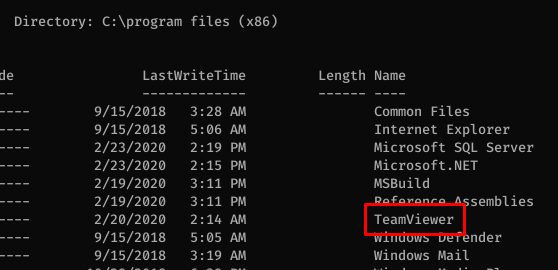 Directory: C:\program files (x86)
de LastWriteTime Length Name
-- ------------- ------ ----
---- 9/15/2018 3:28 AM Common Files
---- 9/15/2018 5:06 AM Internet Explorer
---- 2/23/2020 2:19 PM Microsoft SQL Server
---- 2/23/2020 2:15 PM Microsoft.NET
---- 2/19/2020 3:11 PM MSBuild
---- 2/19/2020 3:11 PM Reference Assemblies
---- 2/20/2020 2:14 AM TeamViewer
---- 9/15/2018 5:05 AM Windows Defender
---- 9/15/2018 3:19 AM Windows Mail